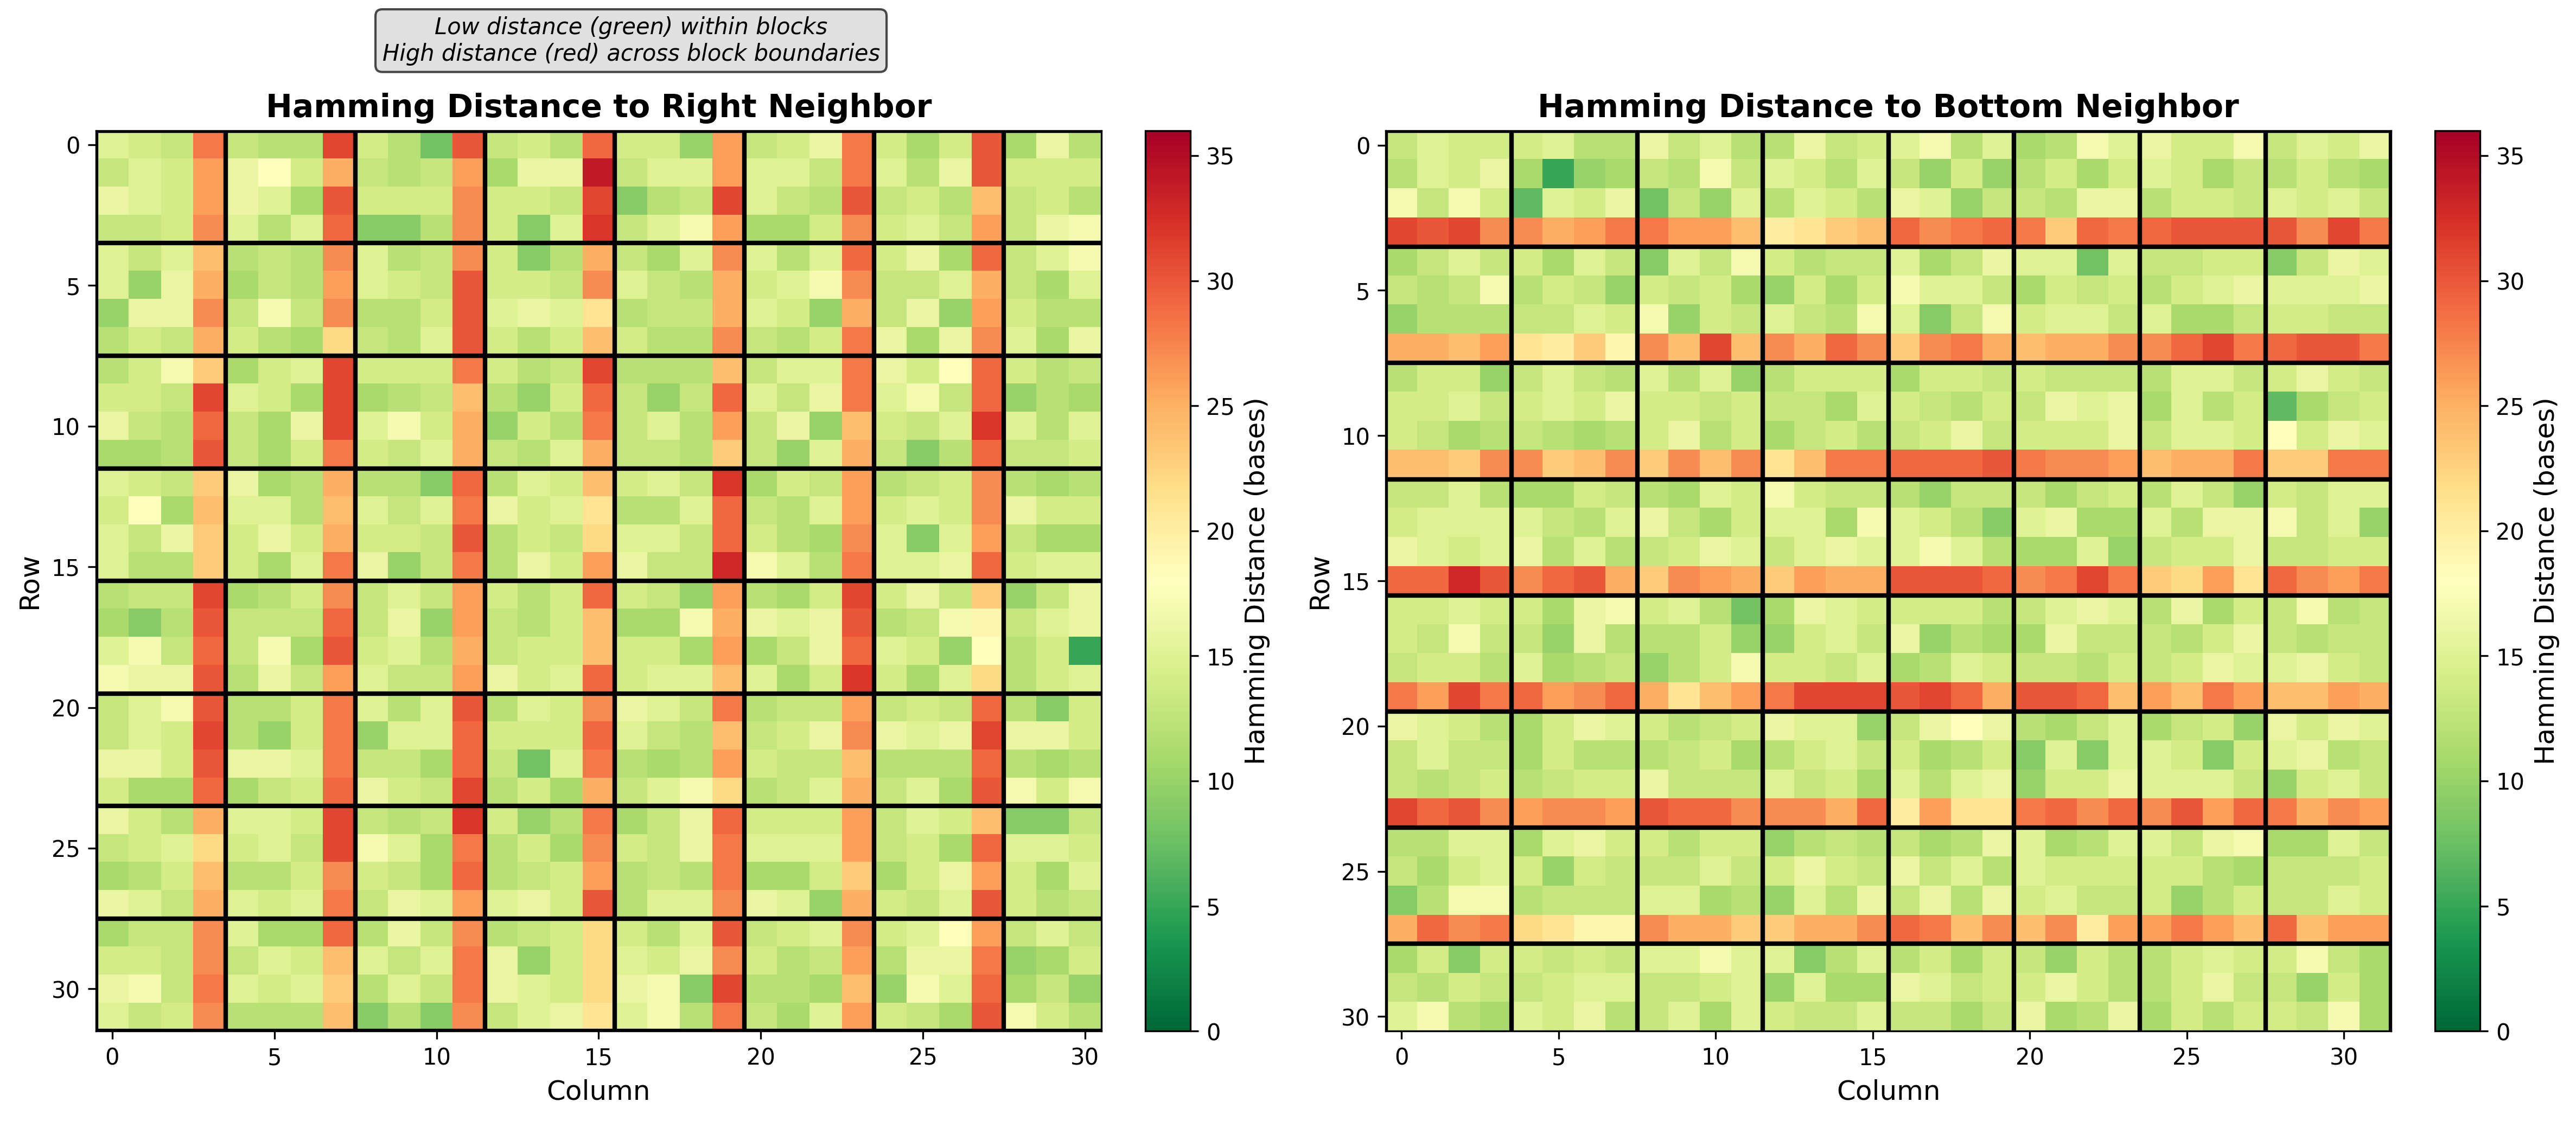 Low distance (green) within blocks
High distance (red) across block boundaries
Hamming Distance to Right Neighbor
0
5
10
15
20
25
30
Row
0 5 10 15 20 25 30
Column
35
30
25
20
15
10
5
0
Hamming Distance (bases)
Hamming Distance to Bottom Neighbor
0
5
10
15
20
25
30
Row
0 5 10 15 20 25 30
Column
35
30
25
20
15
10
5
0
Hamming Distance (bases)